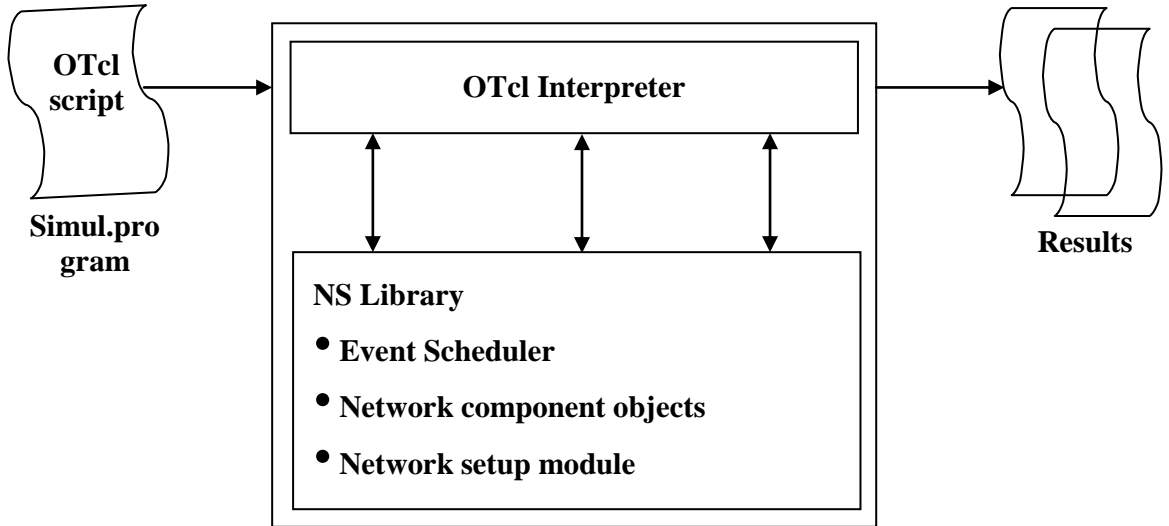 OTcl
script
Simul.pro
gram
OTcl Interpreter
NS Library
• Event Scheduler
• Network component objects
• Network setup module
Results